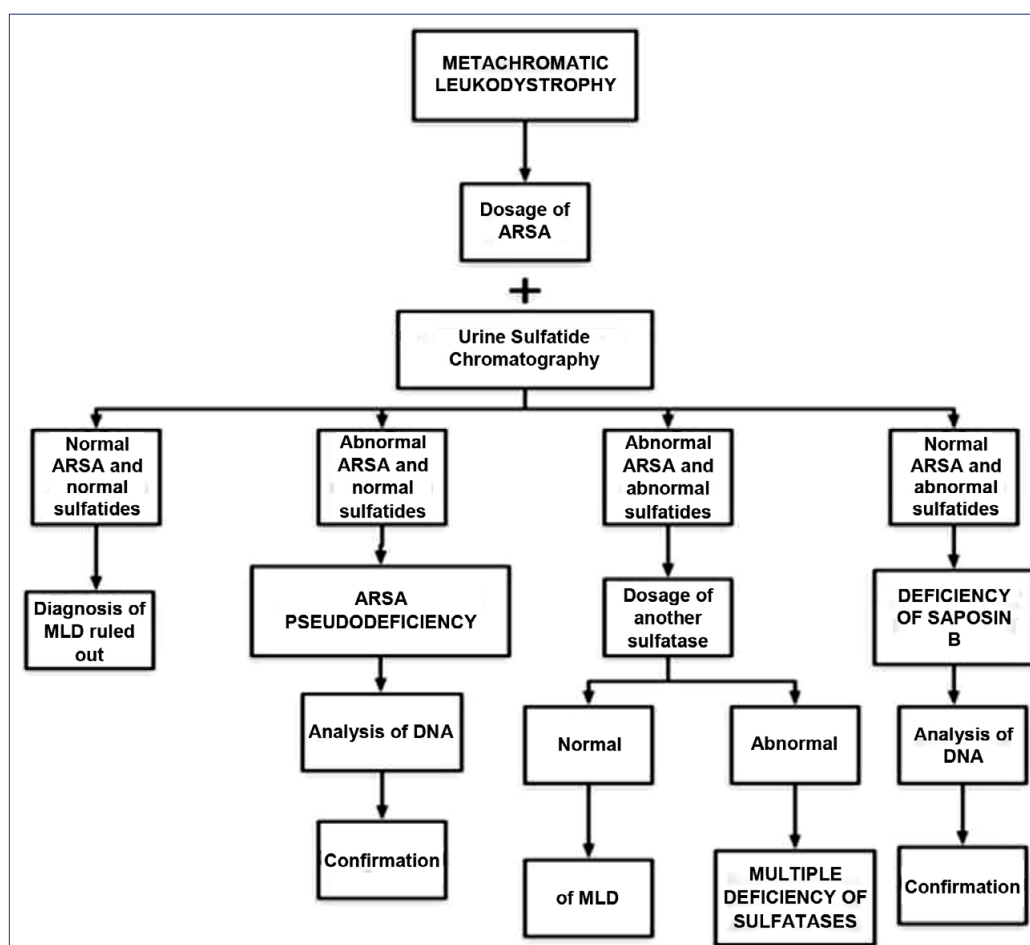 METACHROMATIC
LEUKODYSTROPHY
Dosage of
ARSA
+
Urine Sulfatide
Chromatography
Normal
ARSA and
normal
sulfatides
Abnormal
ARSA and
normal
sulfatides
Abnormal
ARSA and
abnormal
sulfatides
Normal
ARSA and
abnormal
sulfatides
Diagnosis of
MLD ruled
out
ARSA
PSEUDODEFICIENCY
Dosage of
another
sulfatase
DEFICIENCY
OF SAPOSIN
B
Analysis of DNA
Normal
Abnormal
Analysis of
DNA
Confirmation
of MLD
MULTIPLE
DEFICIENCY OF
SULFATASES
Confirmation